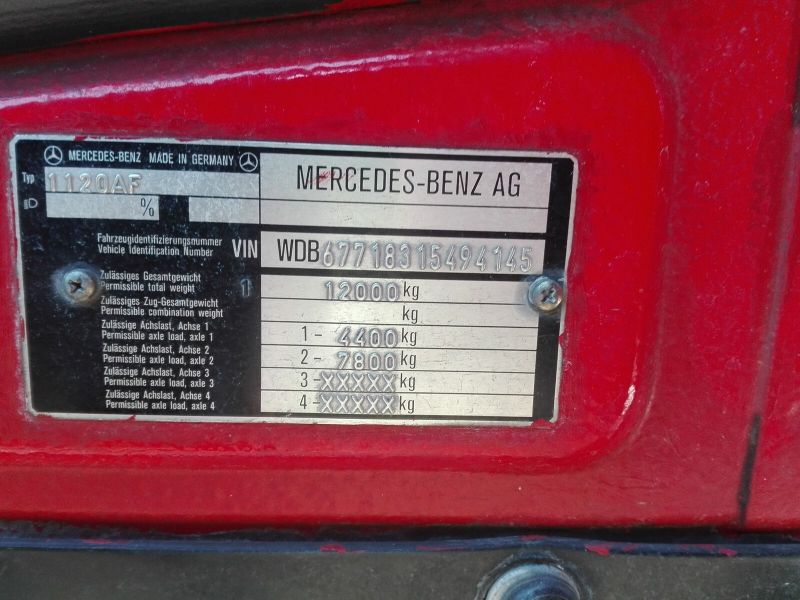 MERCEDES-BENZ MADE IN GERMANY
MERCEDES-BENZ AG
Typ 1120AF
%
Fahrzeugidentifizierungsnummer
Vehicle Identification Number
VIN WDB67718315494145
Zulässiges Gesamtgewicht
Permissible total weight
1 12000 kg
Zulässiges Zug-Gesamtgewicht
Permissible combination weight
kg
Zulässige Achslast, Achse 1
Permissible axle load, axle 1
1 - 4400 kg
Zulässige Achslast, Achse 2
Permissible axle load, axle 2
2 - 7800 kg
Zulässige Achslast, Achse 3
Permissible axle load, axle 3
3 - XXXXX kg
Zulässige Achslast, Achse 4
Permissible axle load, axle 4
4 - XXXXX kg